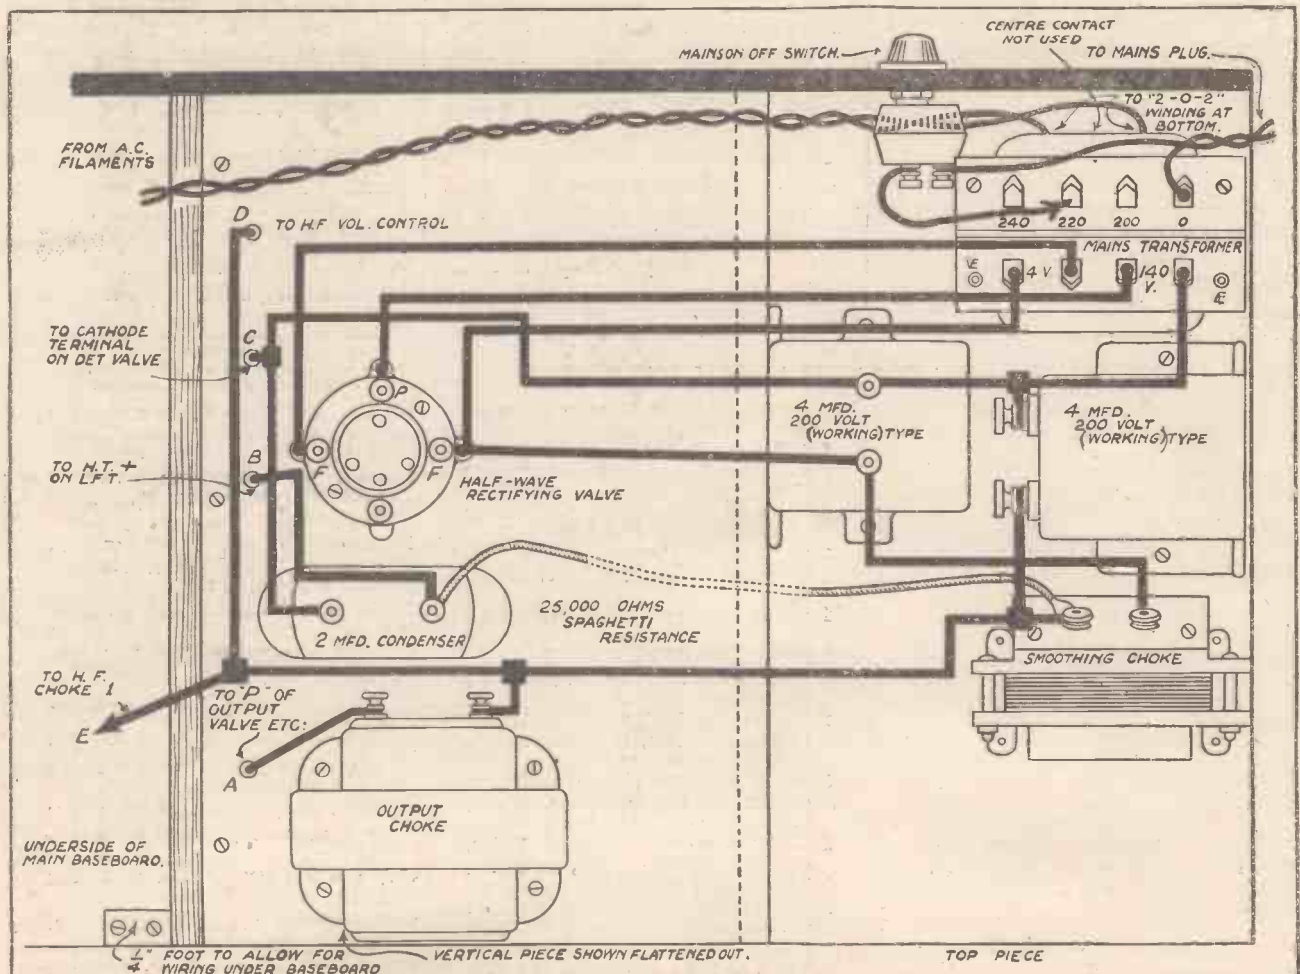 MAINS ON OFF SWITCH.
CENTRE CONTACT
NOT USED
TO MAINS PLUG.
TO "2-0-2"
WINDING AT
BOTTOM.
FROM A.C.
FILAMENTS
D
TO H.F VOL. CONTROL
240
220
200
0
MAINS TRANSFORMER
E
4 V
140
V.
E
TO CATHODE
TERMINAL
ON DET VALVE
C
P
4 MFD.
200 VOLT
(WORKING) TYPE
4 MFD.
200 VOLT
(WORKING) TYPE
TO H.T. +
ON L.F.T.
B
F
F
HALF-WAVE
RECTIFYING VALVE
25,000 OHMS
SPAGHETTI
RESISTANCE
2 MFD. CONDENSER
SMOOTHING CHOKE
TO H.F.
CHOKE 1
E
TO "P" OF
OUTPUT
VALVE ETC:
A
OUTPUT
CHOKE
UNDERSIDE OF
MAIN BASEBOARD.
1/4" FOOT TO ALLOW FOR
WIRING UNDER BASEBOARD
VERTICAL PIECE SHOWN FLATTENED OUT.
TOP PIECE